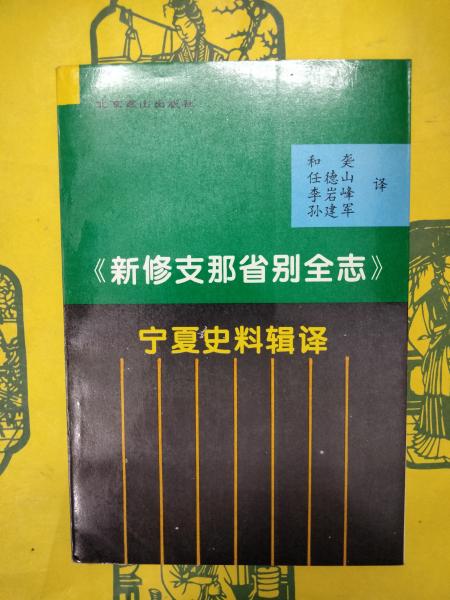 北京燕山出版社
和龚
任德山
李岩峰
孙建军
译
《新修支那省别全志》
宁夏史料辑译